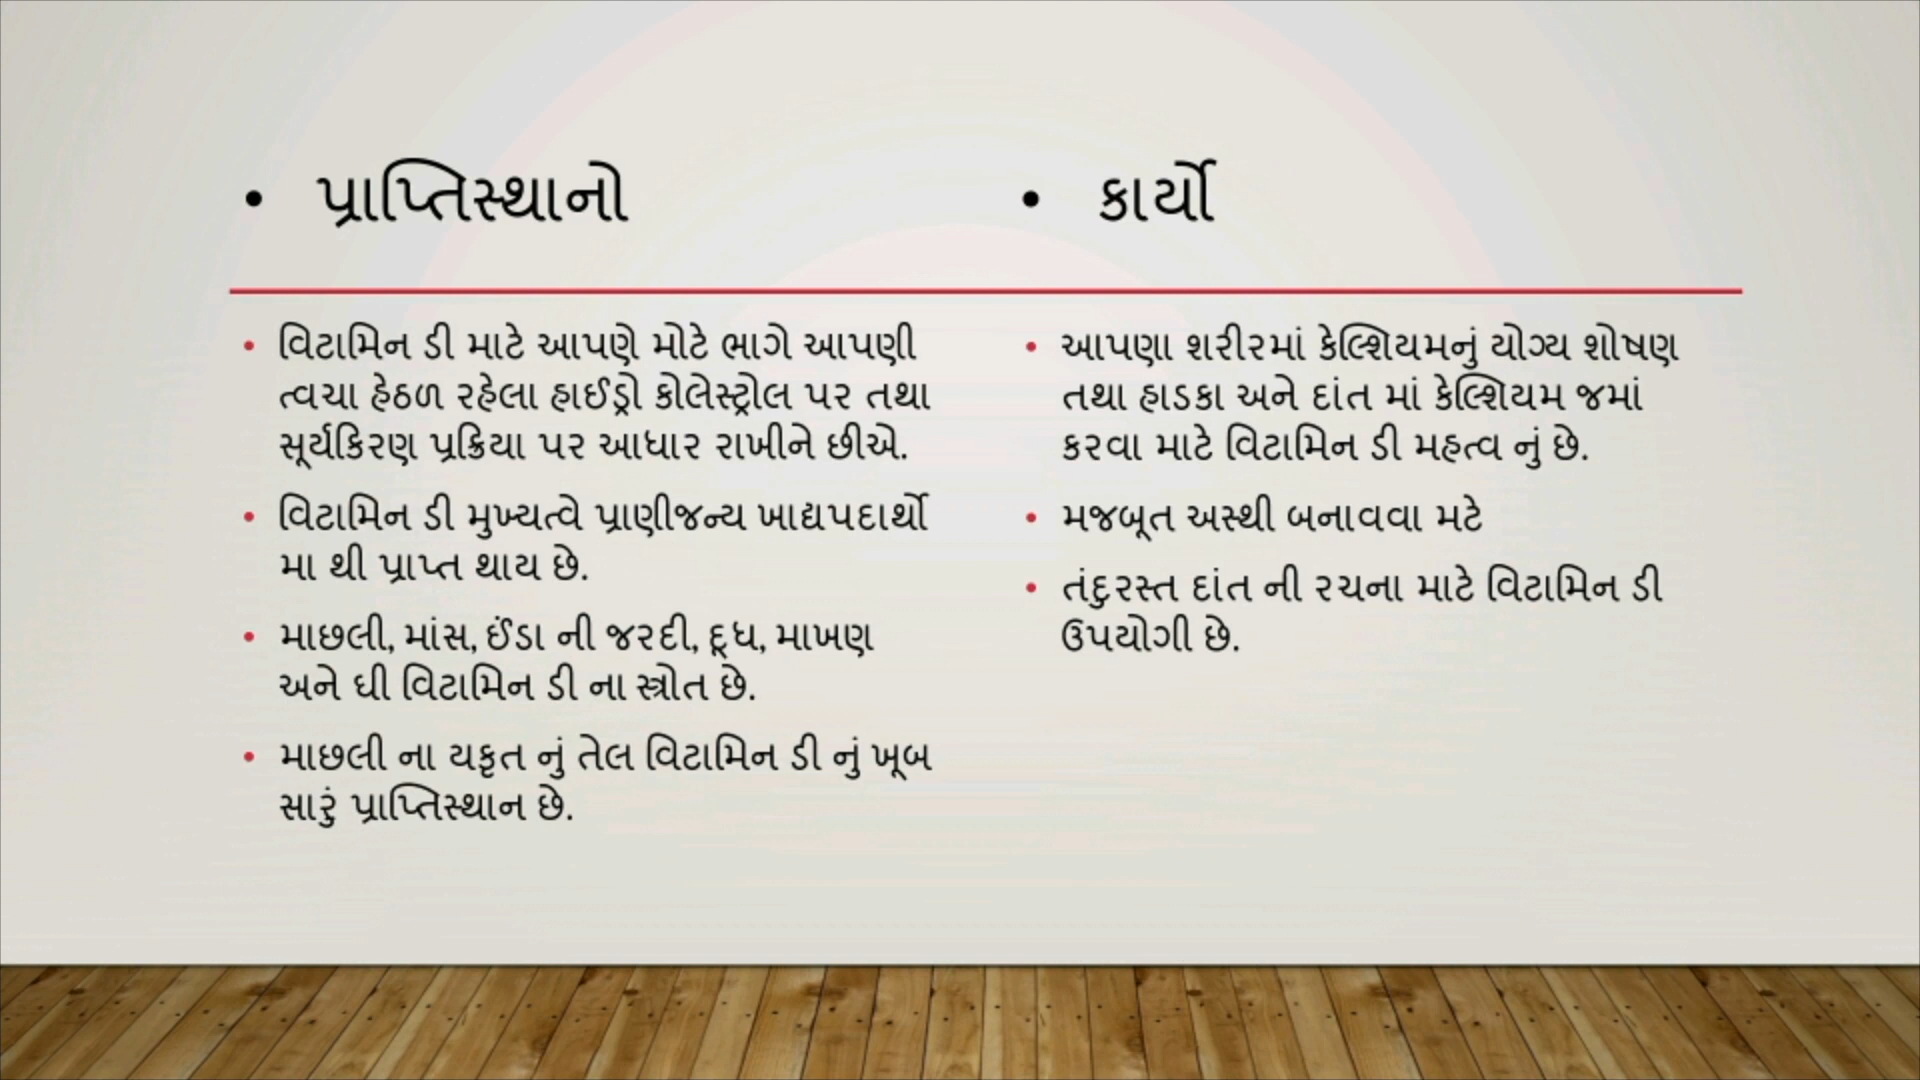 • પ્રાપ્તિસ્થાનો
• વિટામિન ડી માટે આપણે મોટે ભાગે આપણી
ત્વચા હેઠળ રહેલા હાઈડ્રો કોલેસ્ટ્રોલ પર તથા
સૂર્યકિરણ પ્રક્રિયા પર આધાર રાખીને છીએ.
• વિટામિન ડી મુખ્યત્વે પ્રાણીજન્ય ખાદ્યપદાર્થો
મા થી પ્રાપ્ત થાય છે.
• માછલી, માંસ, ઈંડા ની જરદી, દૂધ, માખણ
અને ઘી વિટામિન ડી ના સ્ત્રોત છે.
• માછલી ના યકૃત નું તેલ વિટામિન ડી નું ખૂબ
સારું પ્રાપ્તિસ્થાન છે.
• કાર્યો
• આપણા શરીરમાં કેલ્શિયમનું યોગ્ય શોષણ
તથા હાડકા અને દાંત માં કેલ્શિયમ જમાં
કરવા માટે વિટામિન ડી મહત્વ નું છે.
• મજબૂત અસ્થી બનાવવા મટે
• તંદુરસ્ત દાંત ની રચના માટે વિટામિન ડી
ઉપયોગી છે.